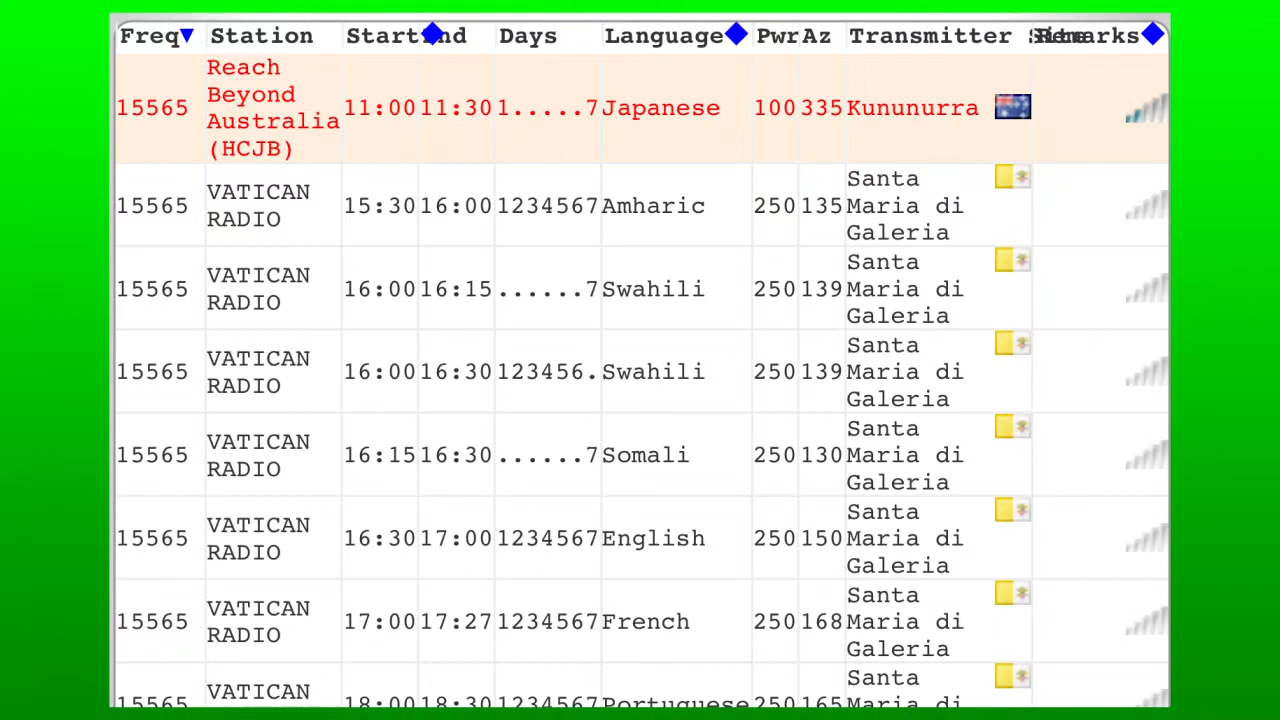 Freq Station Start End Days Language Pwr Az Transmitter Remarks
15565 Reach Beyond Australia (HCJB) 11:00 11:30 1.....7 Japanese 100 335 Kununurra
15565 VATICAN RADIO 15:30 16:00 1234567 Amharic 250 135 Santa Maria di Galeria
15565 VATICAN RADIO 16:00 16:15 ......7 Swahili 250 139 Santa Maria di Galeria
15565 VATICAN RADIO 16:00 16:30 123456. Swahili 250 139 Santa Maria di Galeria
15565 VATICAN RADIO 16:15 16:30 ......7 Somali 250 130 Santa Maria di Galeria
15565 VATICAN RADIO 16:30 17:00 1234567 English 250 150 Santa Maria di Galeria
15565 VATICAN RADIO 17:00 17:27 1234567 French 250 168 Santa Maria di Galeria
VATICAN 18:00 18:30 Portuguese 250 165 Santa Maria di